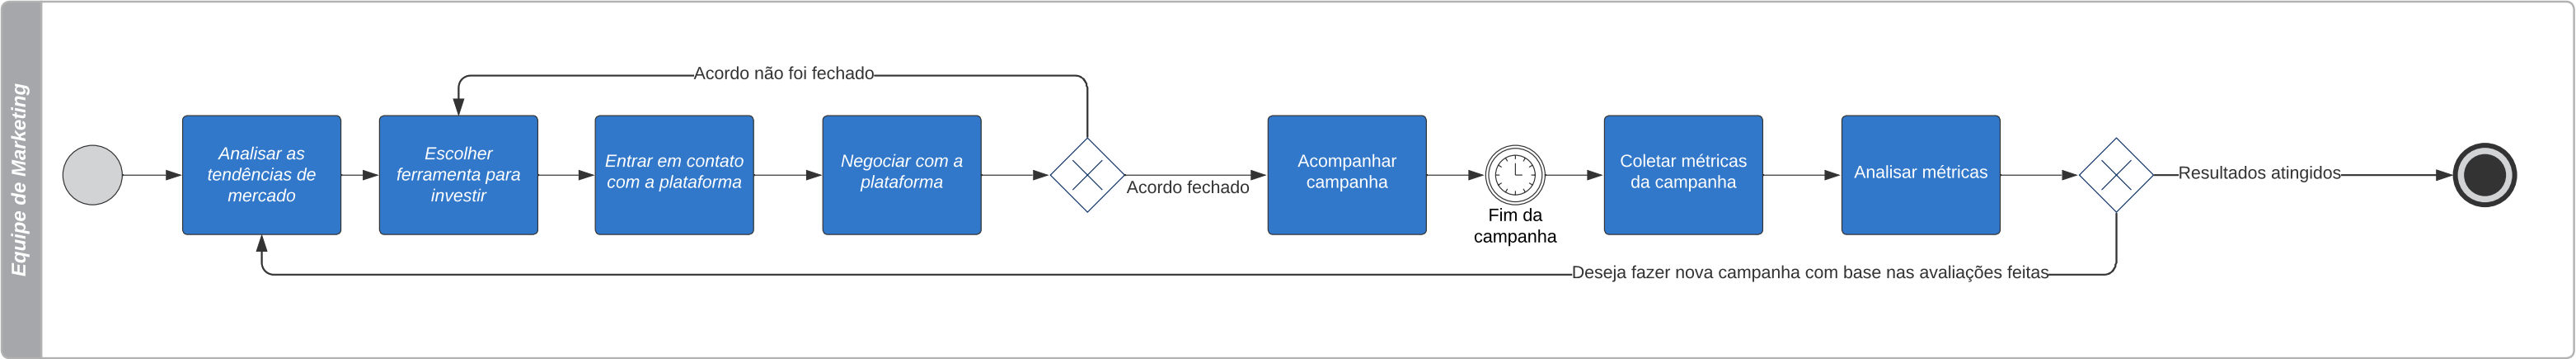 Equipe de Marketing
Acordo não foi fechado
Analisar as
tendências de
mercado
Escolher
ferramenta para
investir
Entrar em contato
com a plataforma
Negociar com a
plataforma
Acordo fechado
Acompanhar
campanha
Fim da
campanha
Coletar métricas
da campanha
Analisar métricas
Resultados atingidos
Deseja fazer nova campanha com base nas avaliações feitas